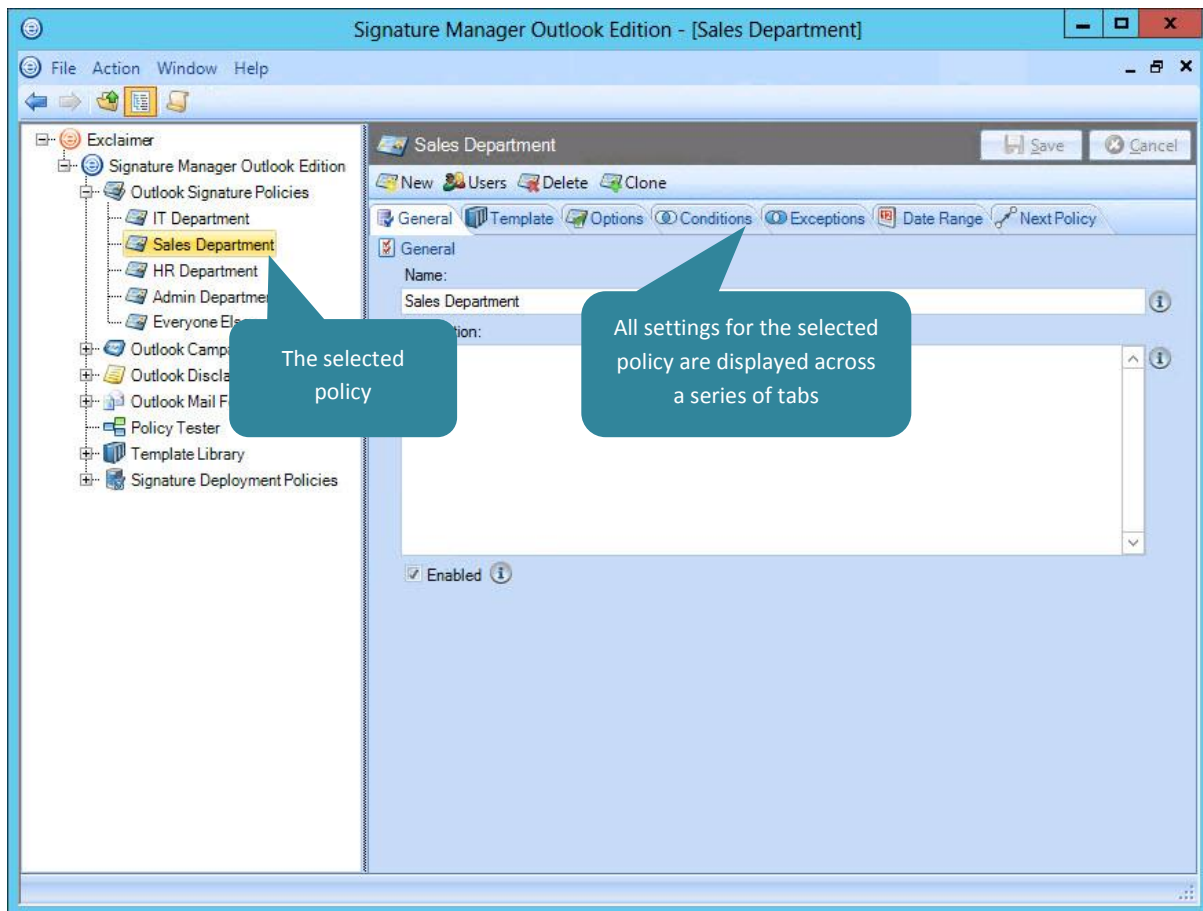 Signature Manager Outlook Edition - [Sales Department]
File Action Window Help
Exclaimer
Signature Manager Outlook Edition
Outlook Signature Policies
IT Department
Sales Department
HR Department
Admin Departme
Everyone Els
Outlook Camp
Outlook Discla
Outlook Mail F
Policy Tester
Template Library
Signature Deployment Policies
The selected
policy
Sales Department
Save Cancel
New Users Delete Clone
General Template Options Conditions Exceptions Date Range Next Policy
General
Name:
Sales Department
tion:
All settings for the selected
policy are displayed across
a series of tabs
Enabled